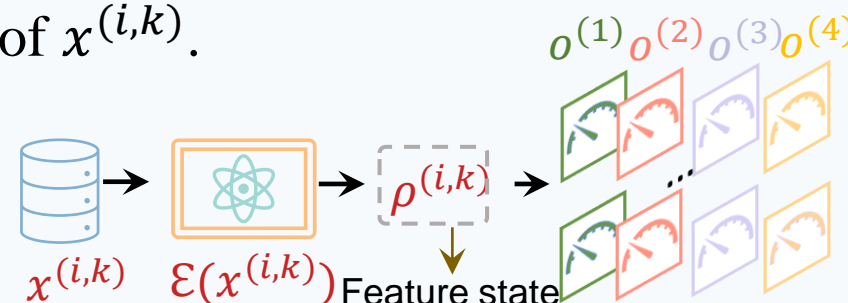 of x^(i,k).
o^(1) o^(2) o^(3) o^(4)
ρ^(i,k)
...
x^(i,k) ℇ(x^(i,k)) Feature state